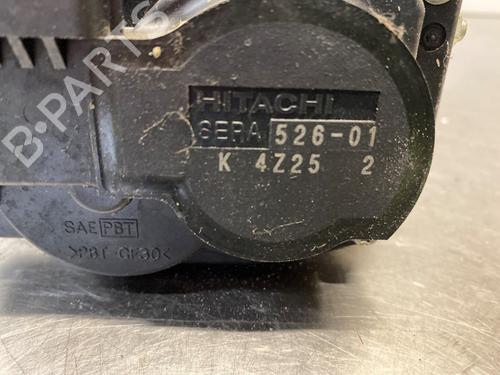 B-PARTS
HITACHI
SERA 526-01
K 4Z25 2
SAE PBT
>PBT-GF30<